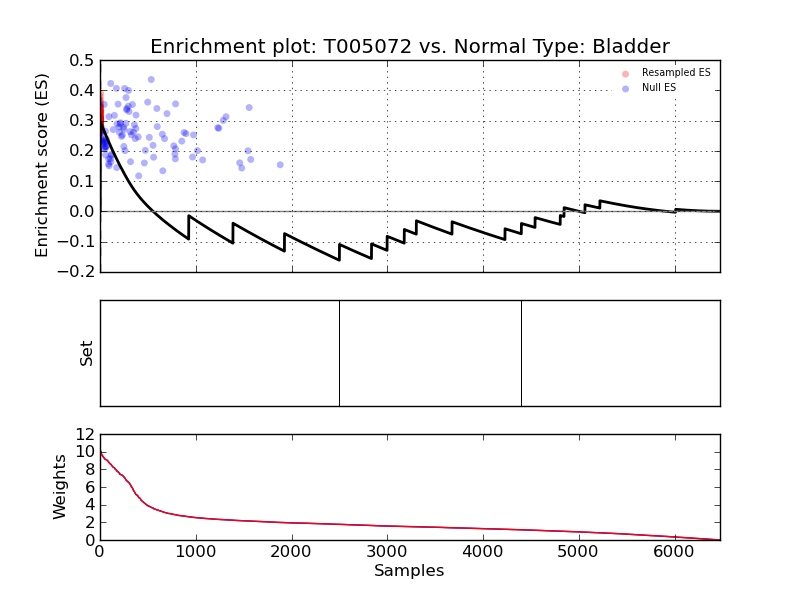 Enrichment plot: T005072 vs. Normal Type: Bladder
Enrichment score (ES)
0.5
0.4
0.3
0.2
0.1
0.0
−0.1
−0.2
Resampled ES
Null ES
Set
Weights
12
10
8
6
4
2
0
0 1000 2000 3000 4000 5000 6000
Samples